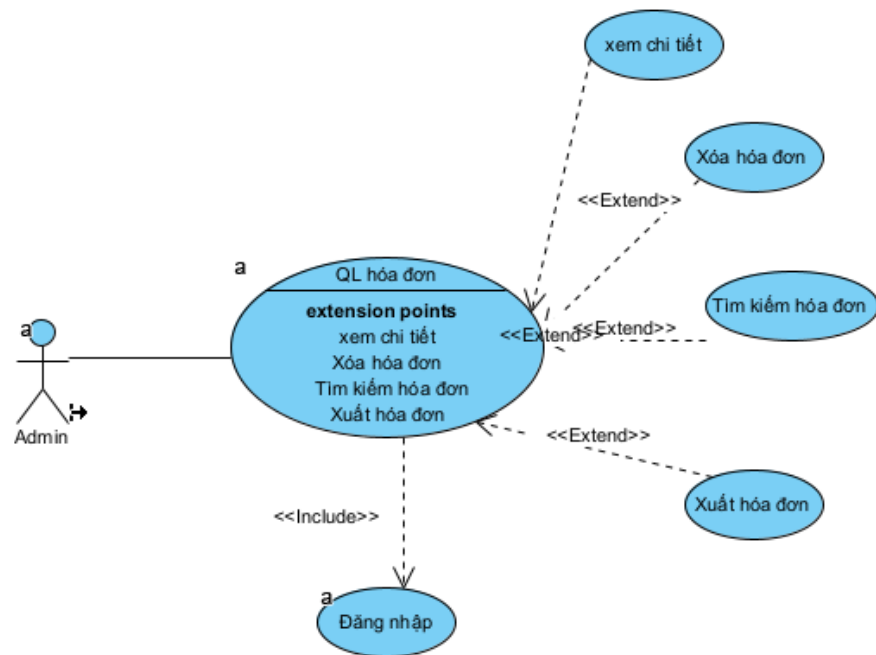 xem chi tiết
Xóa hóa đơn
<<Extend>>
a
QL hóa đơn
extension points
xem chi tiết
Xóa hóa đơn
Tìm kiếm hóa đơn
Xuất hóa đơn
Tìm kiếm hóa đơn
<<Extend>>
<<Extend>>
a
Admin
<<Extend>>
Xuất hóa đơn
<<Include>>
a
Đăng nhập